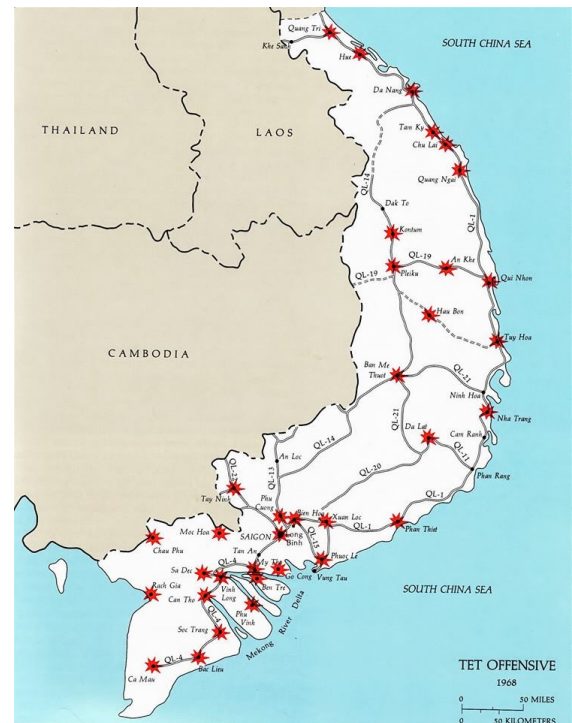 SOUTH CHINA SEA
Quang Tri
Khe Sanh
Hue
Da Nang
THAILAND
LAOS
Tam Ky
Chu Lai
Quang Ngai
QL-14
QL-1
Dak To
Kontum
QL-19
An Khe
Pleiku
QL-19
Qui Nhon
Hau Bon
Tuy Hoa
CAMBODIA
Ban Me
Thuot
QL-21
Ninh Hoa
QL-21
Nha Trang
Da Lat
Cam Ranh
QL-14
QL-13
An Loc
QL-11
QL-20
Phan Rang
QL-22
Tay Ninh
Phu
Cuong
Bien Hoa
Xuan Loc
QL-1
QL-1
Phan Thiet
Moc Hoa
SAIGON
Long
Binh
QL-15
Chau Phu
Tan An
Phuoc Le
QL-4
My Tho
Go Cong
Vung Tau
Sa Dec
Rach Gia
Ben Tre
Can Tho
Vinh
Long
Phu
Vinh
Mekong River Delta
SOUTH CHINA SEA
QL-4
Soc Trang
QL-4
Bac Lieu
Ca Mau
TET OFFENSIVE
1968
0 50 MILES
0 50 KILOMETERS